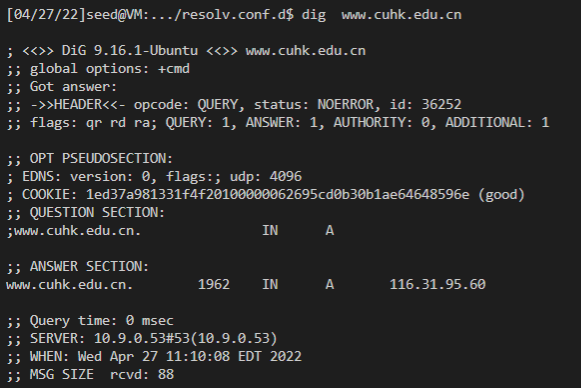 [04/27/22]seed@VM:.../resolv.conf.d$ dig  www.cuhk.edu.cn

; <<>> DiG 9.16.1-Ubuntu <<>> www.cuhk.edu.cn
;; global options: +cmd
;; Got answer:
;; ->>HEADER<<- opcode: QUERY, status: NOERROR, id: 36252
;; flags: qr rd ra; QUERY: 1, ANSWER: 1, AUTHORITY: 0, ADDITIONAL: 1

;; OPT PSEUDOSECTION:
; EDNS: version: 0, flags:; udp: 4096
; COOKIE: 1ed37a981331f4f20100000062695cd0b30b1ae64648596e (good)
;; QUESTION SECTION:
;www.cuhk.edu.cn.               IN      A

;; ANSWER SECTION:
www.cuhk.edu.cn.        1962    IN      A       116.31.95.60

;; Query time: 0 msec
;; SERVER: 10.9.0.53#53(10.9.0.53)
;; WHEN: Wed Apr 27 11:10:08 EDT 2022
;; MSG SIZE  rcvd: 88